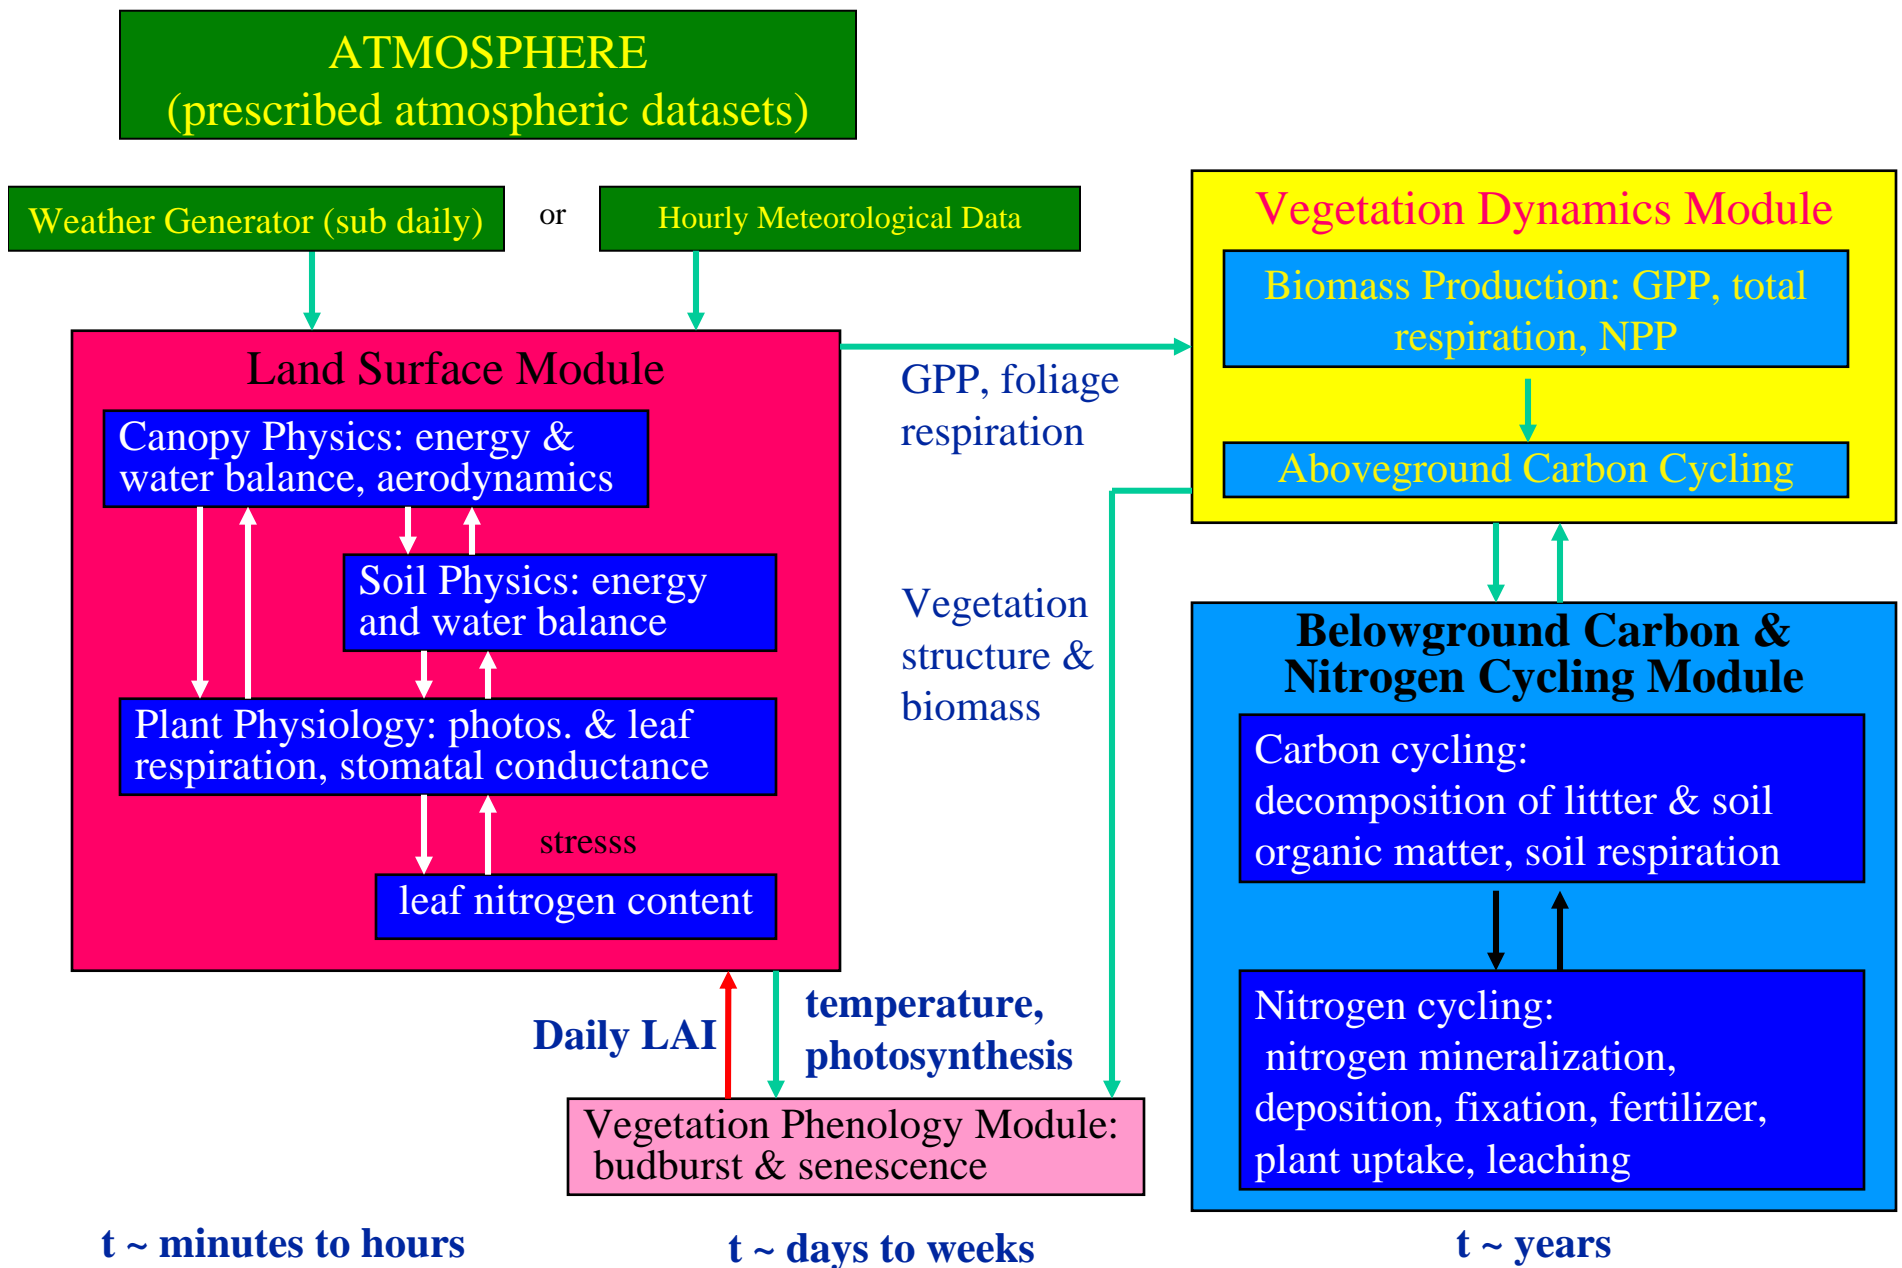 ATMOSPHERE
(prescribed atmospheric datasets)
Weather Generator (sub daily)
or
Hourly Meteorological Data
Land Surface Module
Canopy Physics: energy &
water balance, aerodynamics
Soil Physics: energy
and water balance
Plant Physiology: photos. & leaf
respiration, stomatal conductance
stresss
leaf nitrogen content
GPP, foliage
respiration
Vegetation
structure &
biomass
Daily LAI
temperature,
photosynthesis
Vegetation Phenology Module:
budburst & senescence
Vegetation Dynamics Module
Biomass Production: GPP, total
respiration, NPP
Aboveground Carbon Cycling
Belowground Carbon &
Nitrogen Cycling Module
Carbon cycling:
decomposition of littter & soil
organic matter, soil respiration
Nitrogen cycling:
nitrogen mineralization,
deposition, fixation, fertilizer,
plant uptake, leaching
t ~ minutes to hours
t ~ days to weeks
t ~ years